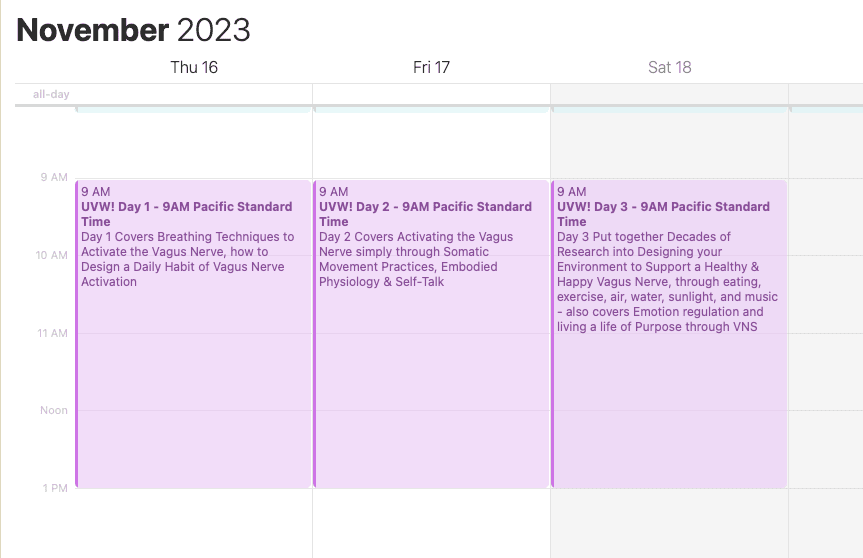 November 2023
Thu 16
Fri 17
Sat 18
all-day
9 AM
10 AM
11 AM
Noon
1 PM
9 AM
UVW! Day 1 - 9AM Pacific Standard
Time
Day 1 Covers Breathing Techniques to
Activate the Vagus Nerve, how to
Design a Daily Habit of Vagus Nerve
Activation
9 AM
UVW! Day 2 - 9AM Pacific Standard
Time
Day 2 Covers Activating the Vagus
Nerve simply through Somatic
Movement Practices, Embodied
Physiology & Self-Talk
9 AM
UVW! Day 3 - 9AM Pacific Standard
Time
Day 3 Put together Decades of
Research into Designing your
Environment to Support a Healthy &
Happy Vagus Nerve, through eating,
exercise, air, water, sunlight, and music
- also covers Emotion regulation and
living a life of Purpose through VNS